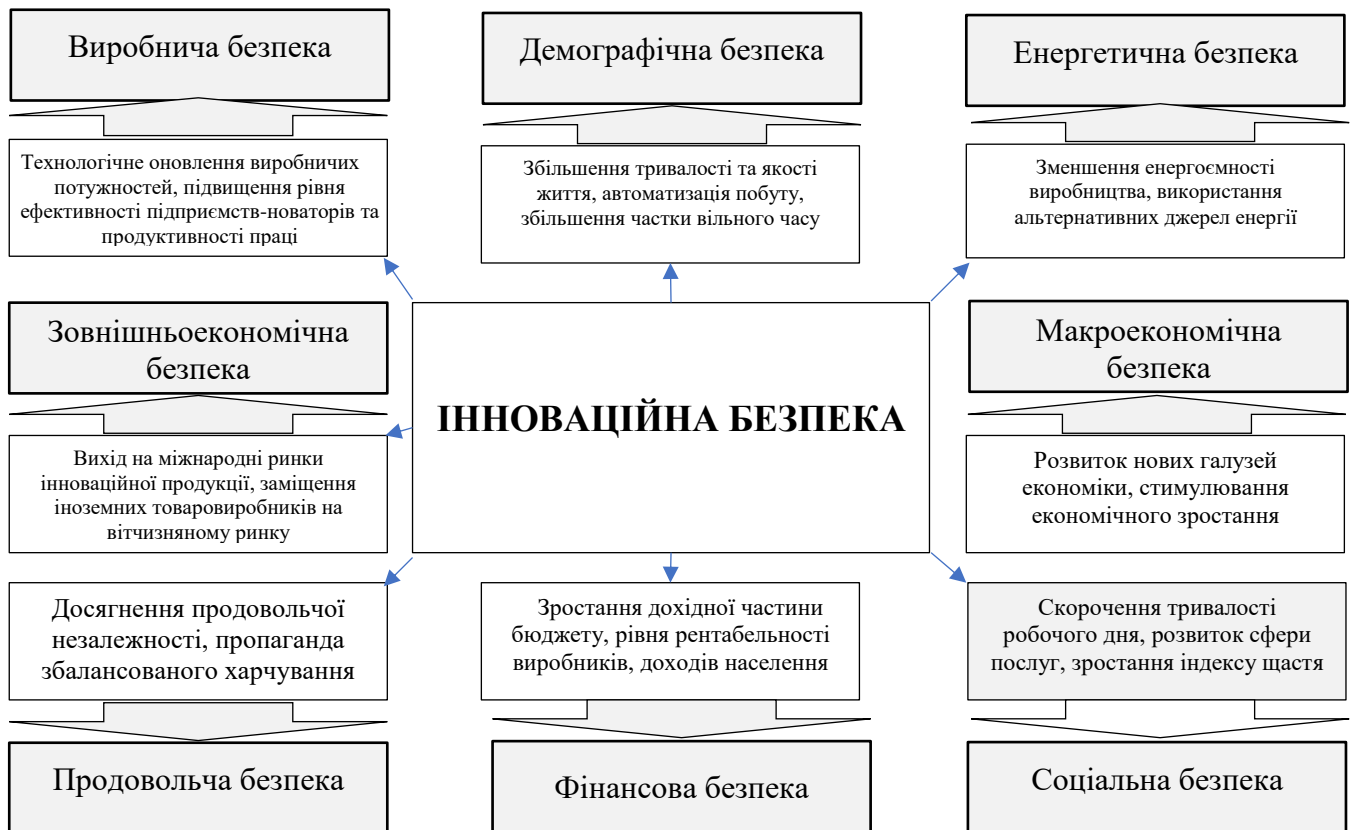 Виробнича безпека
Демографічна безпека
Енергетична безпека
Технологічне оновлення виробничих
потужностей, підвищення рівня
ефективності підприємств-новаторів та
продуктивності праці
Збільшення тривалості та якості
життя, автоматизація побуту,
збільшення частки вільного часу
Зменшення енергоємності
виробництва, використання
альтернативних джерел енергії
Зовнішньоекономічна
безпека
ІННОВАЦІЙНА БЕЗПЕКА
Макроекономічна
безпека
Вихід на міжнародні ринки
інноваційної продукції, заміщення
іноземних товаровиробників на
вітчизняному ринку
Розвиток нових галузей
економіки, стимулювання
економічного зростання
Досягнення продовольчої
незалежності, пропаганда
збалансованого харчування
Зростання дохідної частини
бюджету, рівня рентабельності
виробників, доходів населення
Скорочення тривалості
робочого дня, розвиток сфери
послуг, зростання індексу щастя
Продовольча безпека
Фінансова безпека
Соціальна безпека